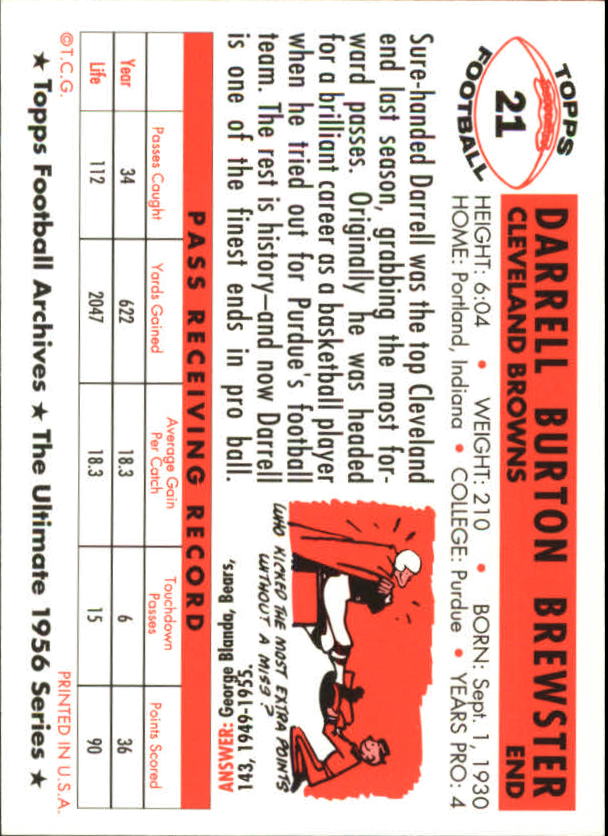 TOPPS
21
FOOTBALL
DARRELL BURTON BREWSTER
CLEVELAND BROWNS END
HEIGHT: 6:04 • WEIGHT: 210 • BORN: Sept. 1, 1930
HOME: Portland, Indiana • COLLEGE: Purdue • YEARS PRO: 4
Sure-handed Darrell was the top Cleveland
end last season, grabbing the most for-
ward passes. Originally he was headed
for a brilliant career as a basketball player
when he tried out for Purdue's football
team. The rest is history—and now Darrell
is one of the finest ends in pro ball.
WHO KICKED THE MOST EXTRA POINTS
WITHOUT A MISS?
ANSWER: George Blanda, Bears,
143, 1949-1955.
PASS RECEIVING RECORD
Year Passes Caught Yards Gained Average Gain Per Catch Touchdown Passes Points Scored
Year 34 622 18.3 6 36
Life 112 2047 18.3 15 90
©T.C.G. PRINTED IN U.S.A.
★ Topps Football Archives ★ The Ultimate 1956 Series ★